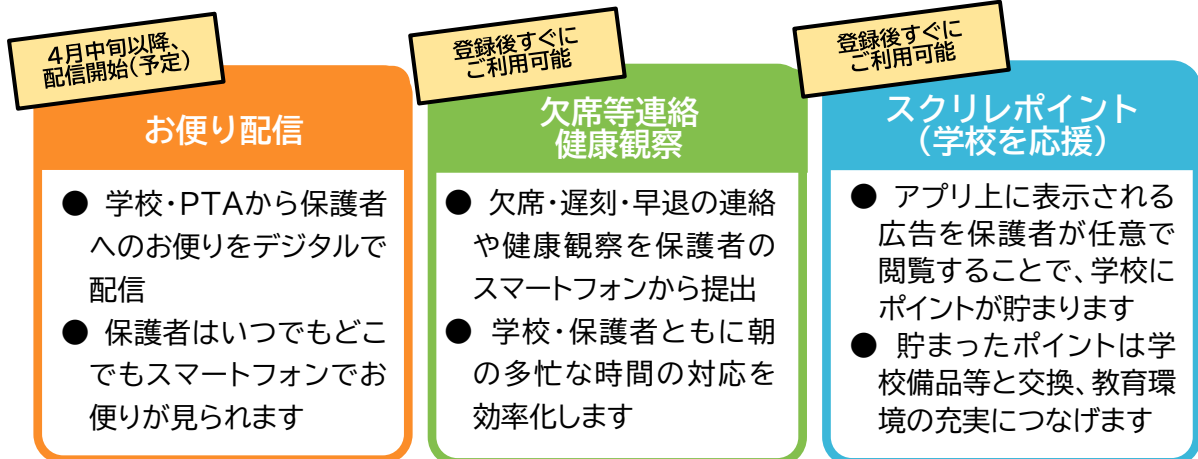 4月中旬以降、
配信開始(予定)
お便り配信
● 学校・PTAから保護者
へのお便りをデジタルで
配信
● 保護者はいつでもどこ
でもスマートフォンでお
便りが見られます
登録後すぐに
ご利用可能
欠席等連絡
健康観察
● 欠席・遅刻・早退の連絡
や健康観察を保護者の
スマートフォンから提出
● 学校・保護者ともに朝
の多忙な時間の対応を
効率化します
登録後すぐに
ご利用可能
スクリレポイント
(学校を応援)
● アプリ上に表示される
広告を保護者が任意で
閲覧することで、学校に
ポイントが貯まります
● 貯まったポイントは学
校備品等と交換、教育環
境の充実につなげます